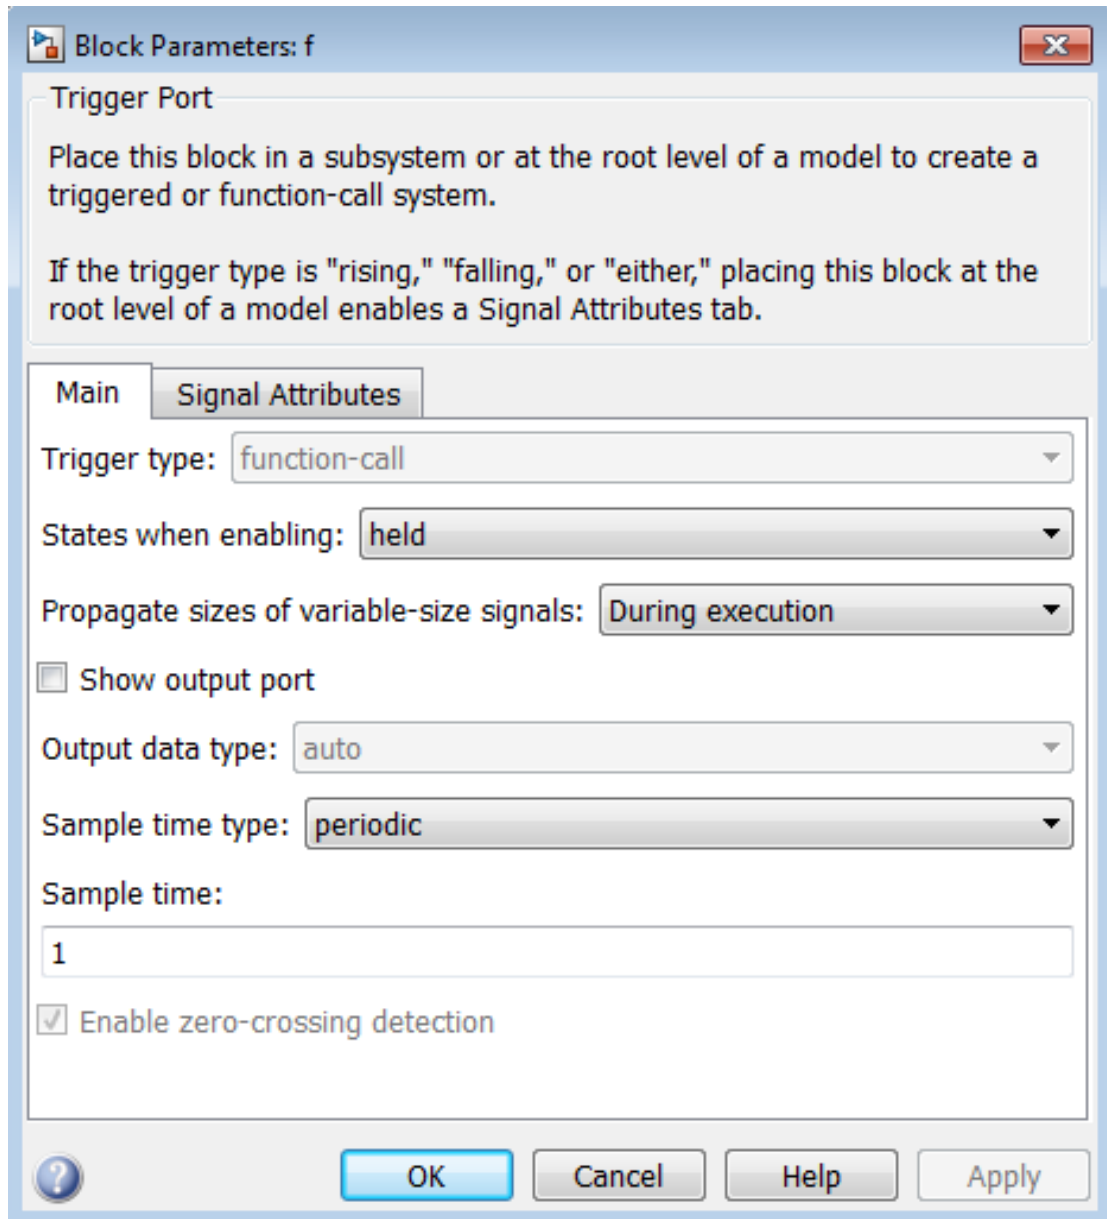 Block Parameters: f
Trigger Port
Place this block in a subsystem or at the root level of a model to create a
triggered or function-call system.
If the trigger type is "rising," "falling," or "either," placing this block at the
root level of a model enables a Signal Attributes tab.
Main Signal Attributes
Trigger type: function-call
States when enabling: held
Propagate sizes of variable-size signals: During execution
Show output port
Output data type: auto
Sample time type: periodic
Sample time:
1
Enable zero-crossing detection
? OK Cancel Help Apply